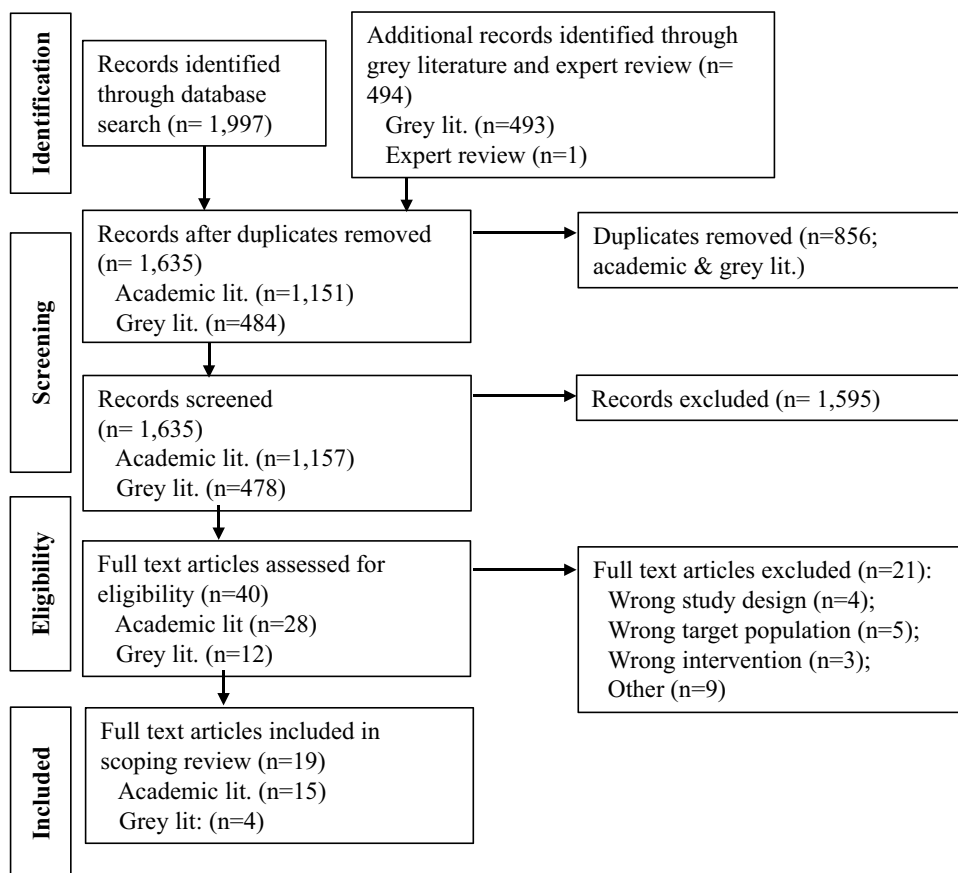 Identification
Records identified
through database
search (n= 1,997)
Additional records identified through
grey literature and expert review (n=
494)
Grey lit. (n=493)
Expert review (n=1)
Screening
Records after duplicates removed
(n= 1,635)
Academic lit. (n=1,151)
Grey lit. (n=484)
Duplicates removed (n=856;
academic & grey lit.)
Records screened
(n= 1,635)
Academic lit. (n=1,157)
Grey lit. (n=478)
Records excluded (n= 1,595)
Eligibility
Full text articles assessed for
eligibility (n=40)
Academic lit (n=28)
Grey lit. (n=12)
Full text articles excluded (n=21):
Wrong study design (n=4);
Wrong target population (n=5);
Wrong intervention (n=3);
Other (n=9)
Included
Full text articles included in
scoping review (n=19)
Academic lit. (n=15)
Grey lit: (n=4)